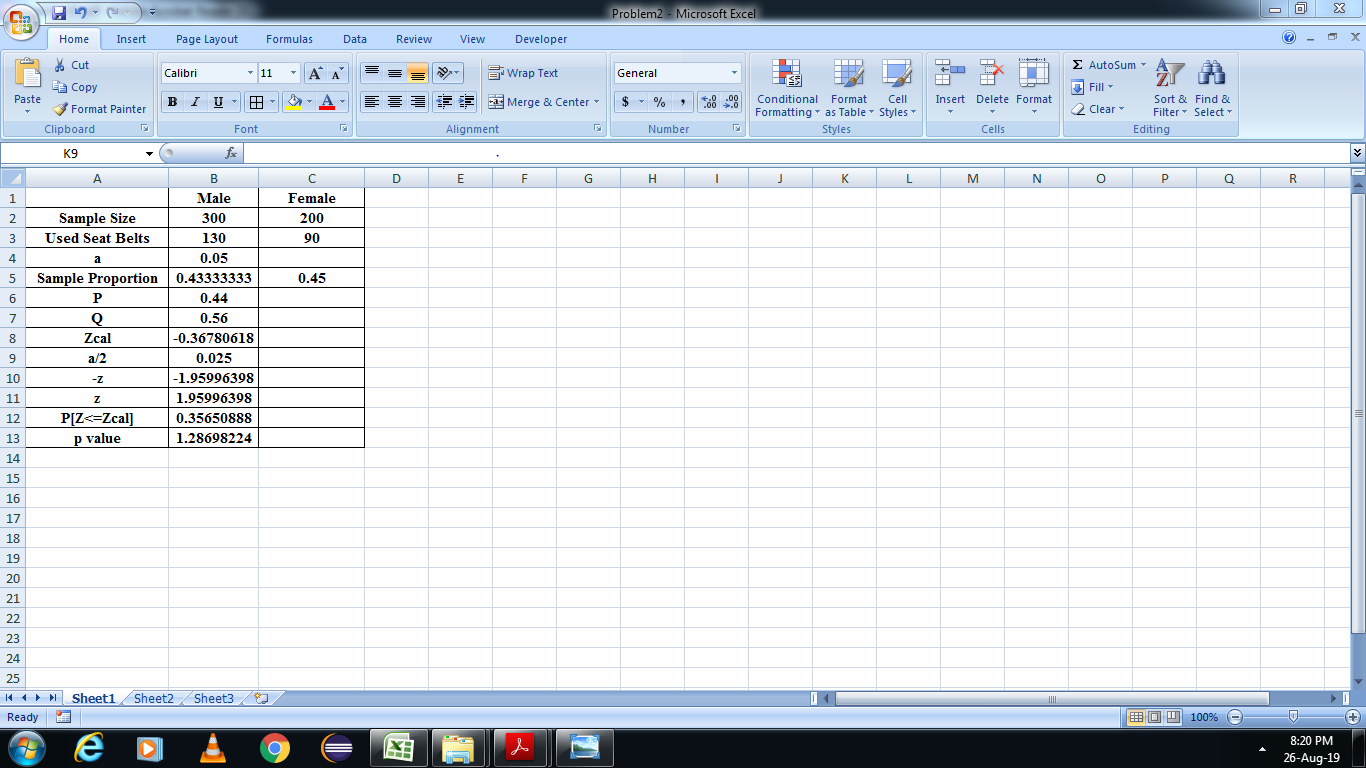 Problem2 - Microsoft Excel
Home Insert Page Layout Formulas Data Review View Developer
Paste
Cut
Copy
Format Painter
Clipboard
Calibri 11
B I U
Font
Wrap Text
Merge & Center
Alignment
General
$ % ,
Number
Conditional Formatting
Format as Table
Cell Styles
Styles
Insert Delete Format
Cells
Σ AutoSum
Fill
Clear
Sort & Filter
Find & Select
Editing
K9 fx
A B C D E F G H I J K L M N O P Q R
1 Male Female
2 Sample Size 300 200
3 Used Seat Belts 130 90
4 a 0.05
5 Sample Proportion 0.43333333 0.45
6 P 0.44
7 Q 0.56
8 Zcal -0.36780618
9 a/2 0.025
10 -z -1.95996398
11 z 1.95996398
12 P[Z<=Zcal] 0.35650888
13 p value 1.28698224
14
15
16
17
18
19
20
21
22
23
24
25
Sheet1 Sheet2 Sheet3
Ready 100%
8:20 PM
26-Aug-19